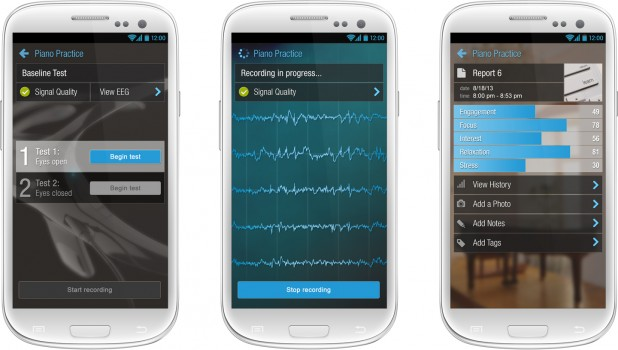 12:00
Piano Practice
Baseline Test
Signal Quality View EEG
1 Test 1:
Eyes open
Begin test
2 Test 2:
Eyes closed
Begin test
Start recording
12:00
Piano Practice
Recording in progress...
Signal Quality
Stop recording
12:00
Piano Practice
Report 6
date 8/18/13
time 8:00 pm - 8:53 pm
Engagement 49
Focus 78
Interest 56
Relaxation 81
Stress 30
View History
Add a Photo
Add Notes
Add Tags